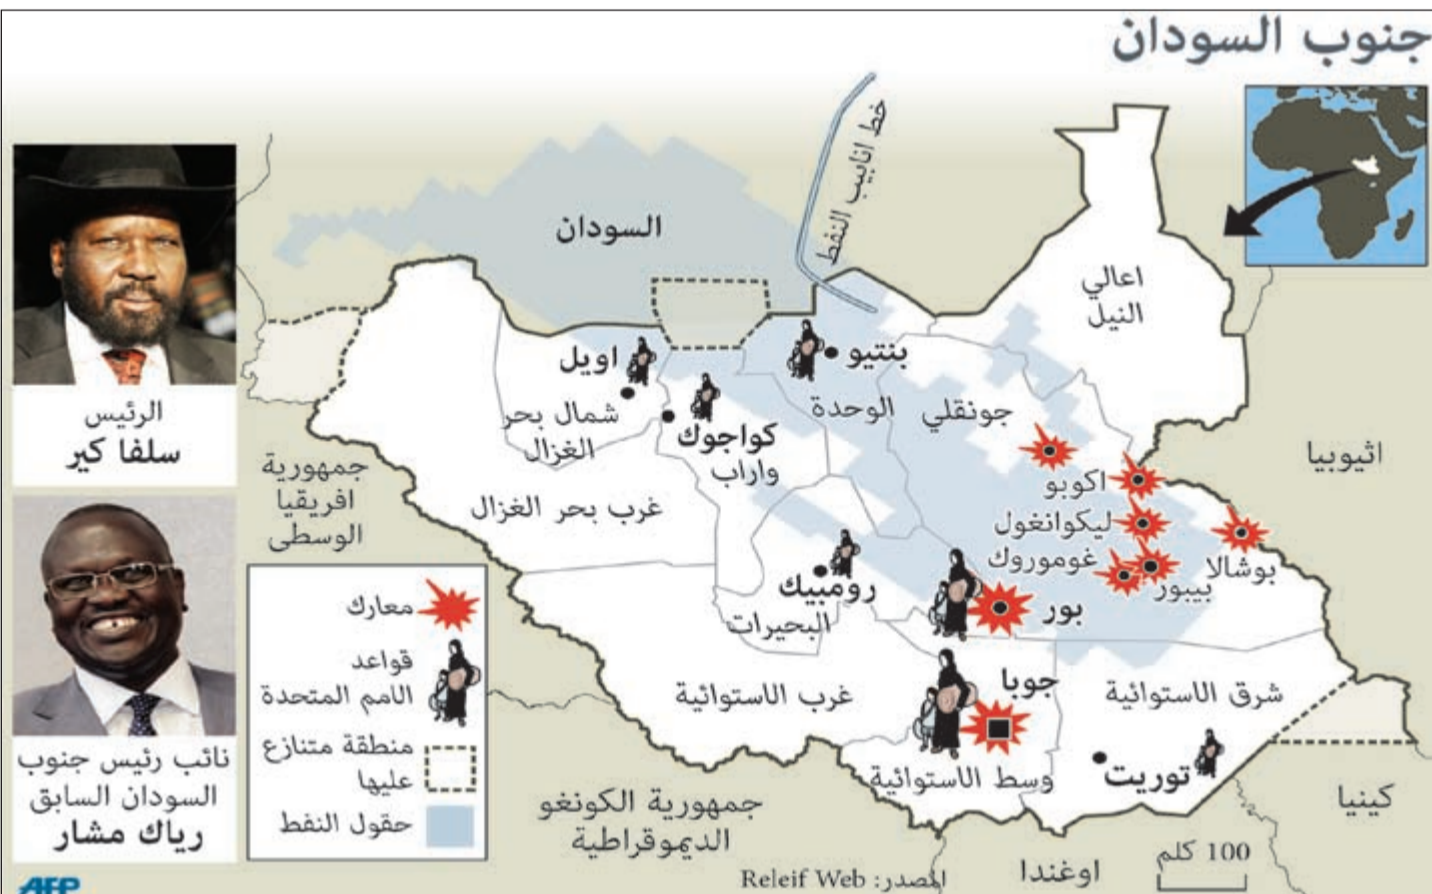 جنوب السودان
خط انابيب النفط
السودان
اعالي
النيل
بنتيو
اويل
الوحدة
جونقلي
شمال بحر
الغزال
كواجوك
واراب
اثيوبيا
اكوبو
جمهورية
افريقيا
الوسطى
غرب بحر الغزال
ليكوانغول
غوموروك
بوشالا
بيبور
رومبيك
بور
البحيرات
جوبا
شرق الاستوائية
غرب الاستوائية
وسط الاستوائية
توريت
كينيا
جمهورية الكونغو
الديموقراطية
اوغندا
100 كلم
المصدر: Releif Web
الرئيس
سلفا كير
نائب رئيس جنوب
السودان السابق
رياك مشار
معارك
قواعد
الامم المتحدة
منطقة متنازع
عليها
حقول النفط
AFP